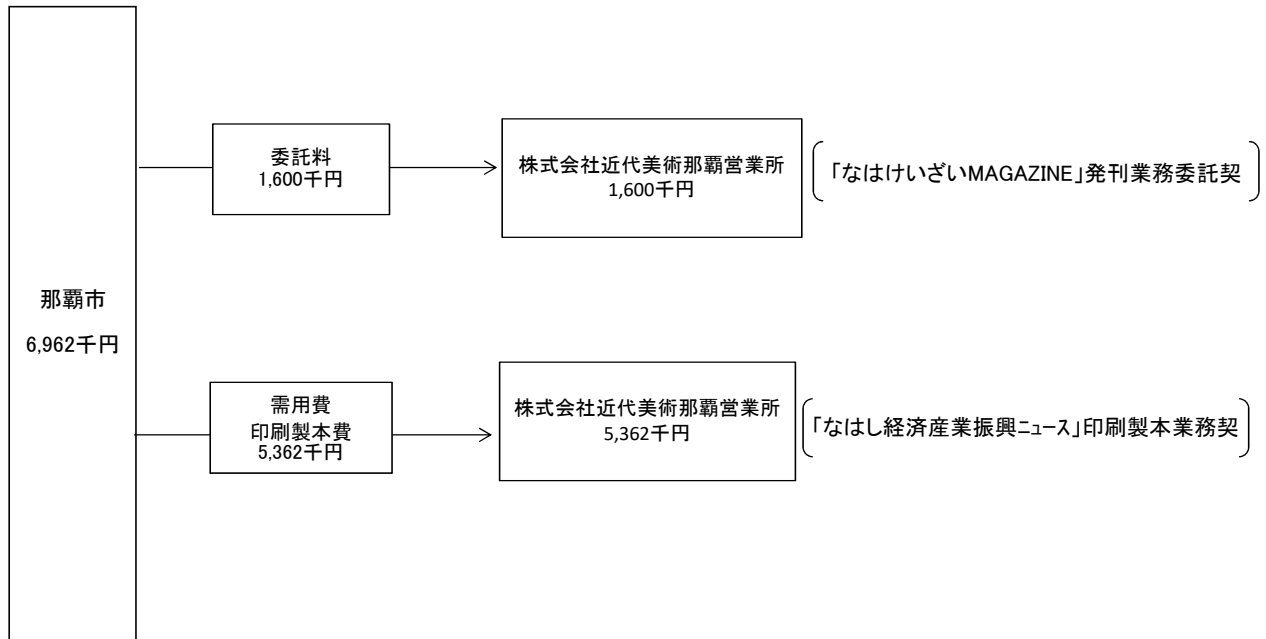 那覇市
6,962千円
委託料
1,600千円
株式会社近代美術那覇営業所
1,600千円
「なはけいざいMAGAZINE」発刊業務委託契
需用費
印刷製本費
5,362千円
株式会社近代美術那覇営業所
5,362千円
「なはし経済産業振興ﾆｭｰｽ」印刷製本業務契